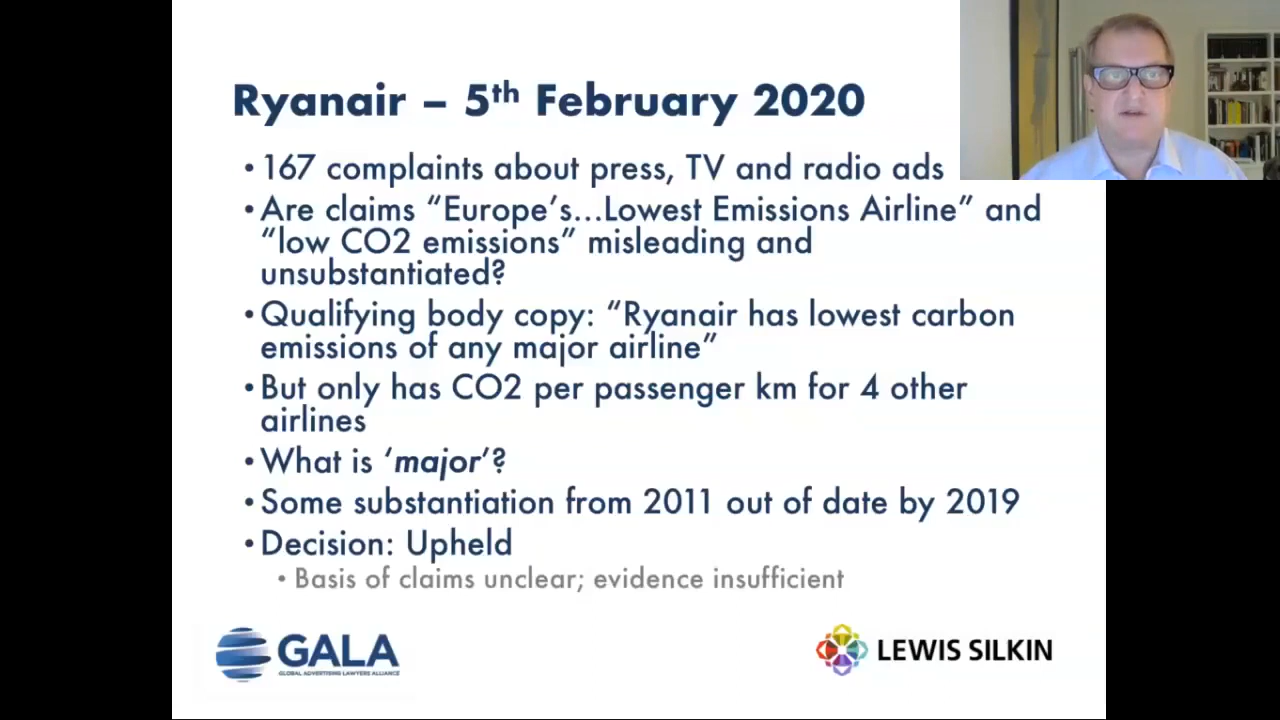 Ryanair – 5th February 2020
• 167 complaints about press, TV and radio ads
• Are claims “Europe’s...Lowest Emissions Airline” and
“low CO2 emissions” misleading and
unsubstantiated?
• Qualifying body copy: “Ryanair has lowest carbon
emissions of any major airline”
• But only has CO2 per passenger km for 4 other
airlines
• What is ‘major’?
• Some substantiation from 2011 out of date by 2019
• Decision: Upheld
• Basis of claims unclear; evidence insufficient
GALA
GLOBAL ADVERTISING LAWYERS ALLIANCE
LEWIS SILKIN